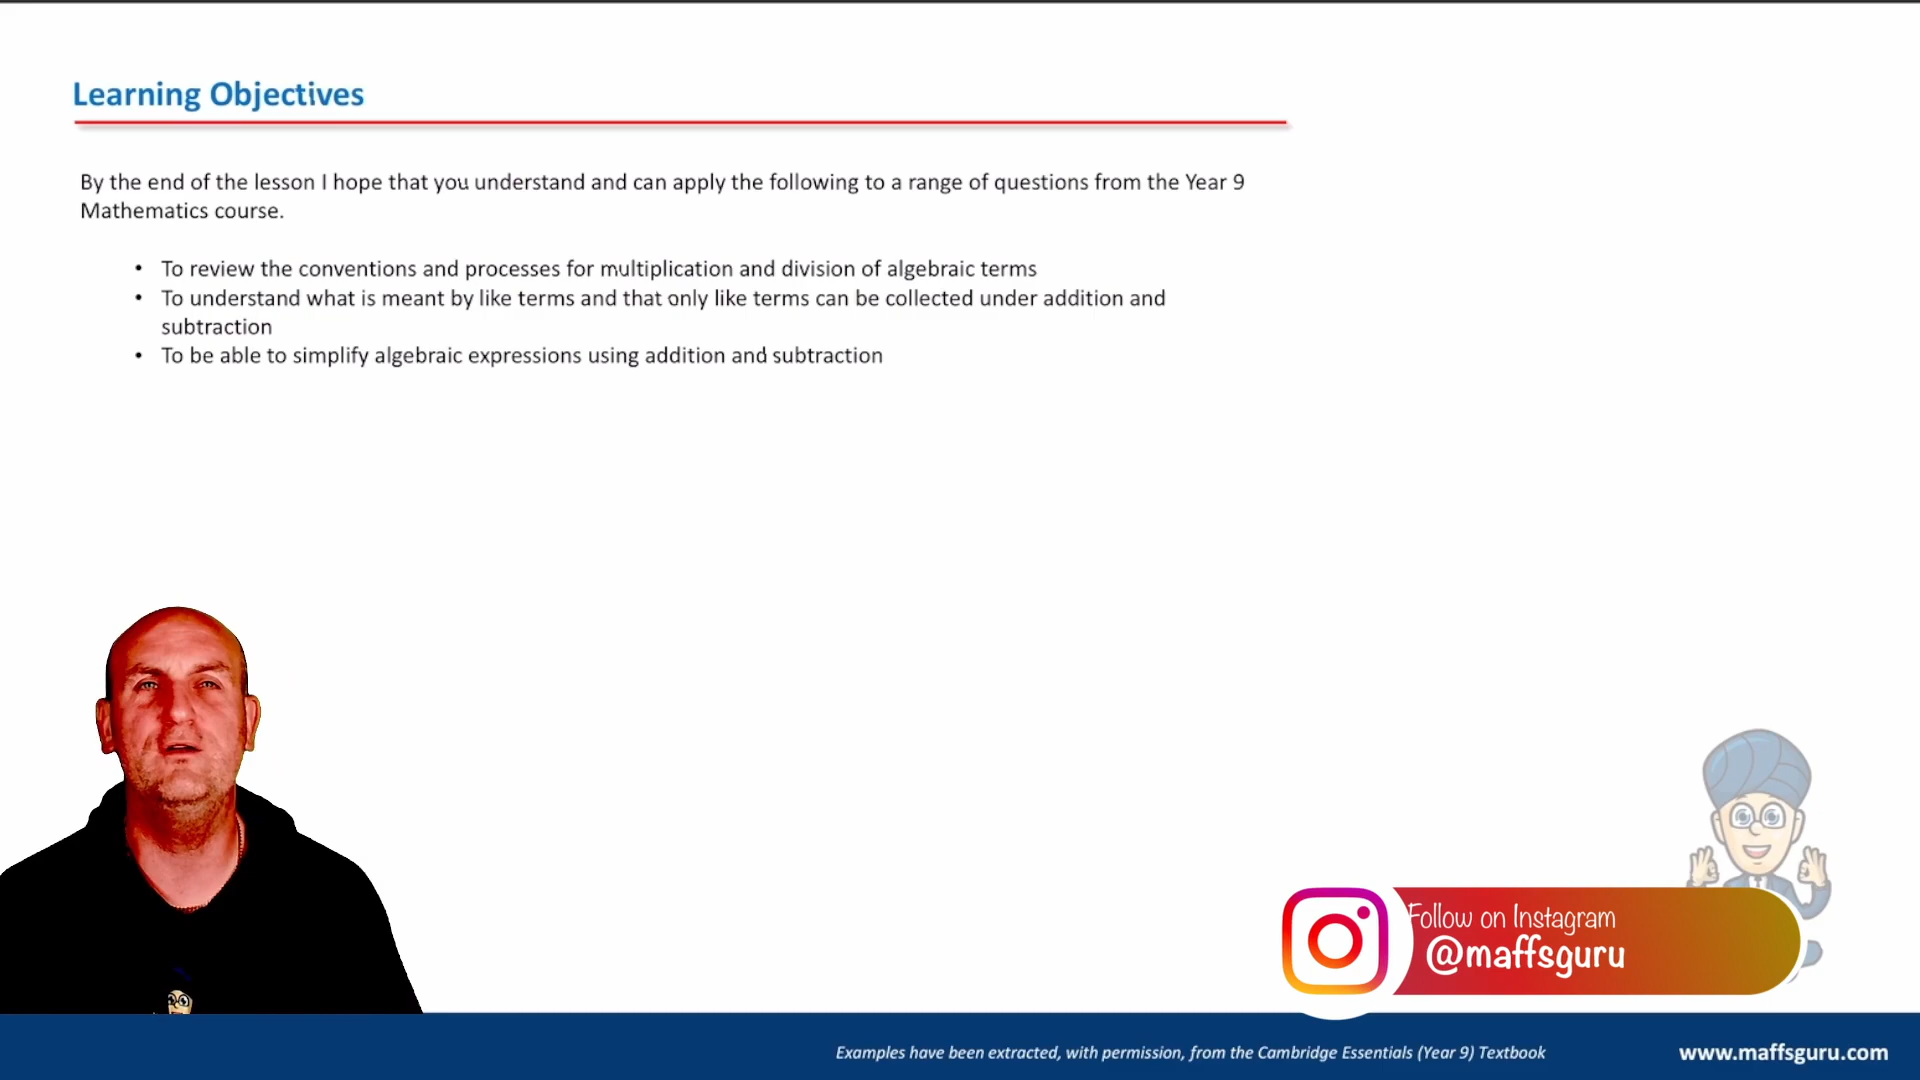 Learning Objectives
By the end of the lesson I hope that you understand and can apply the following to a range of questions from the Year 9
Mathematics course.
• To review the conventions and processes for multiplication and division of algebraic terms
• To understand what is meant by like terms and that only like terms can be collected under addition and
subtraction
• To be able to simplify algebraic expressions using addition and subtraction
Follow on Instagram
@maffsguru
Examples have been extracted, with permission, from the Cambridge Essentials (Year 9) Textbook
www.maffsguru.com